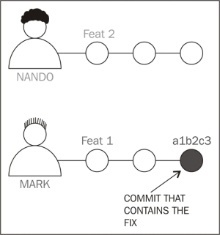 Feat 2
NANDO
Feat 1
a1b2c3
MARK
COMMIT THAT
CONTAINS THE
FIX